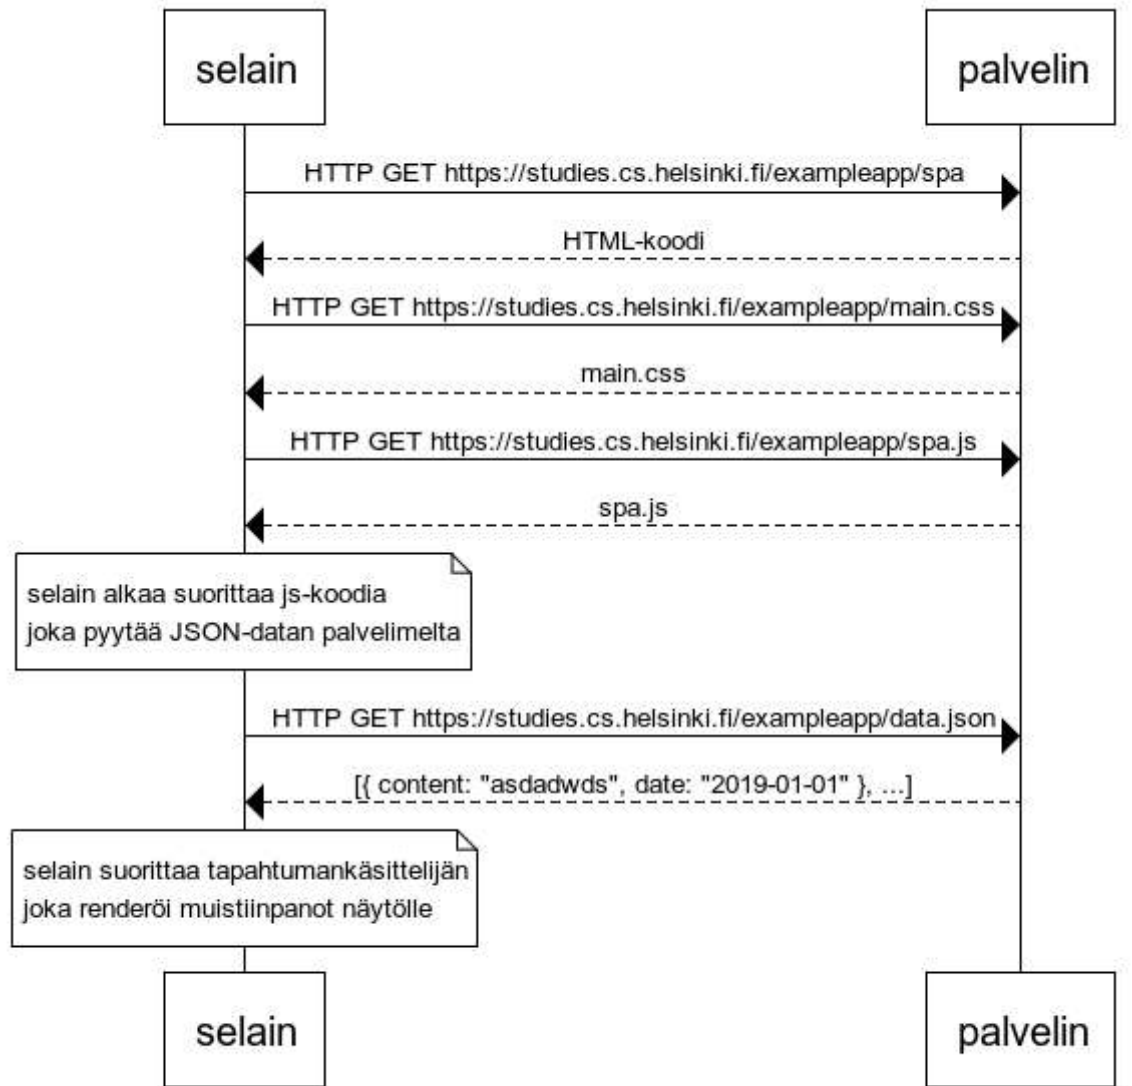 selain
palvelin
HTTP GET https://studies.cs.helsinki.fi/exampleapp/spa
HTML-koodi
HTTP GET https://studies.cs.helsinki.fi/exampleapp/main.css
main.css
HTTP GET https://studies.cs.helsinki.fi/exampleapp/spa.js
spa.js
selain alkaa suorittaa js-koodia
joka pyytää JSON-datan palvelimelta
HTTP GET https://studies.cs.helsinki.fi/exampleapp/data.json
[{ content: "asdadwds", date: "2019-01-01" }, ...]
selain suorittaa tapahtumankäsittelijän
joka renderöi muistiinpanot näytölle
selain
palvelin